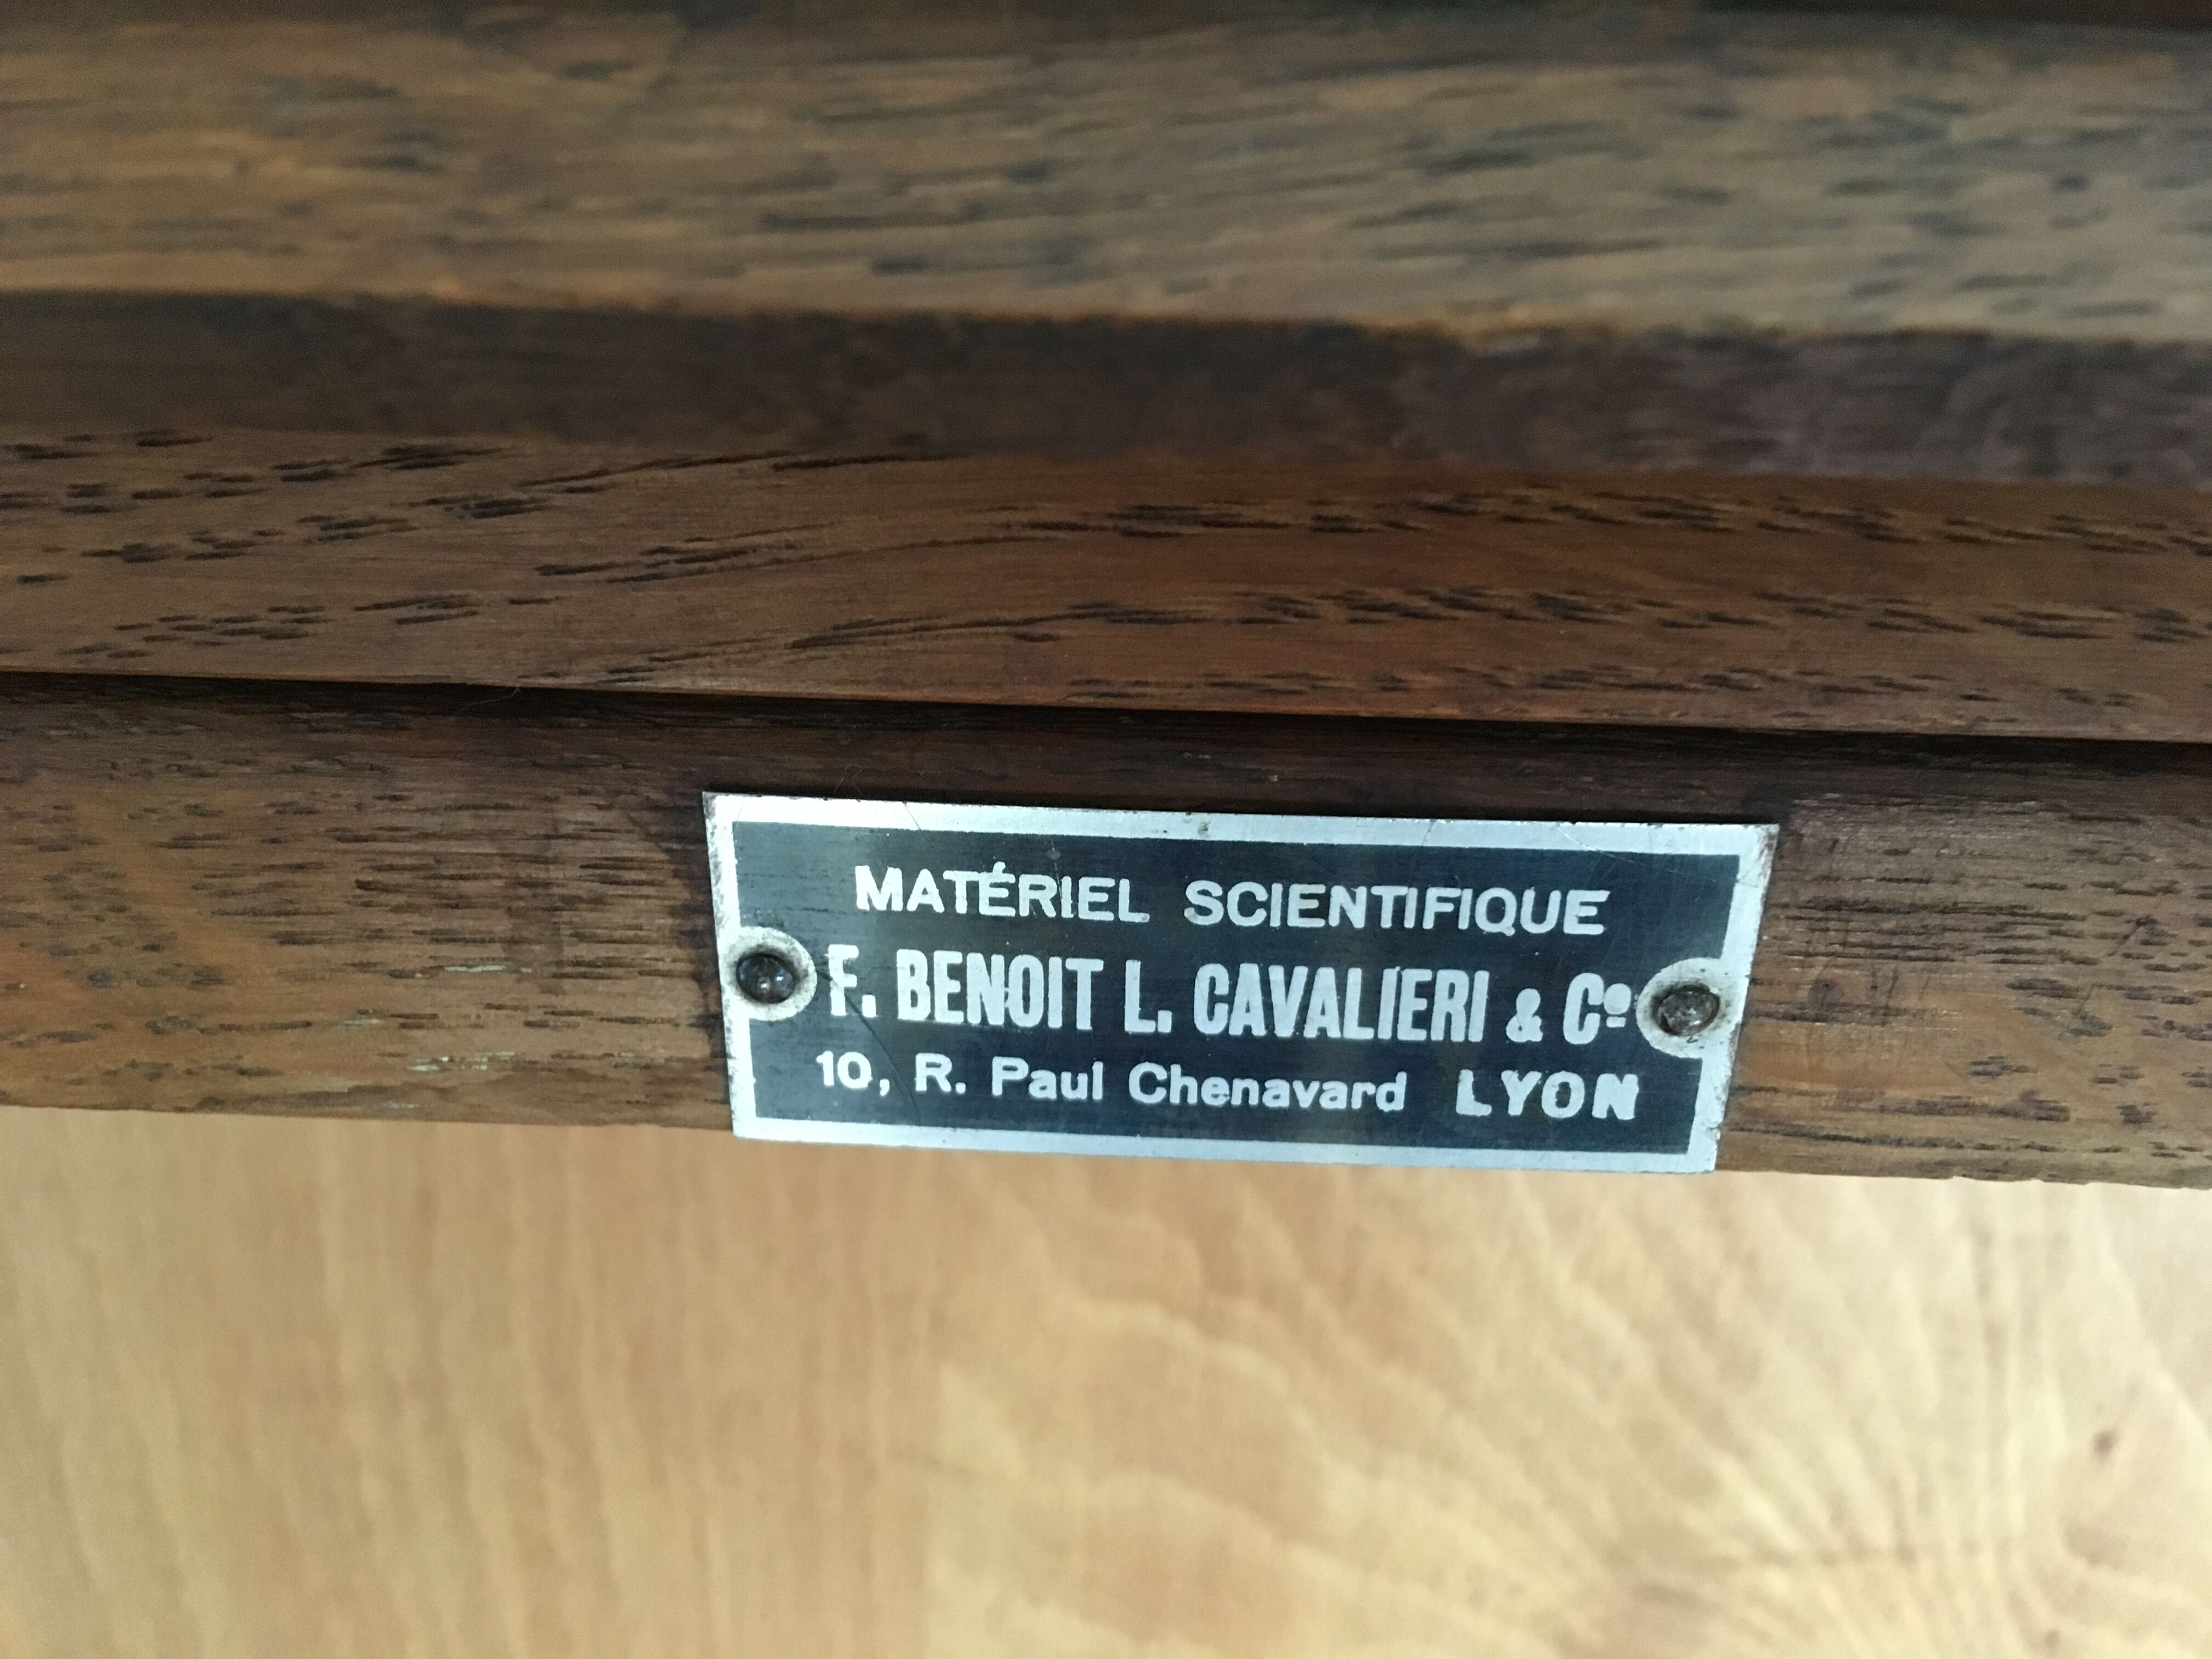 MATÉRIEL SCIENTIFIQUE
F. BENOIT L. CAVALIERI & Cº
10, R. Paul Chenavard LYON